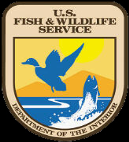 U.S.
FISH & WILDLIFE
SERVICE
DEPARTMENT OF THE INTERIOR